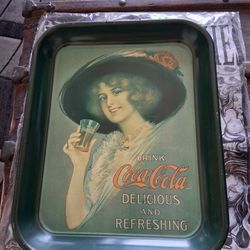 DRINK
Coca-Cola
DELICIOUS
AND
REFRESHING